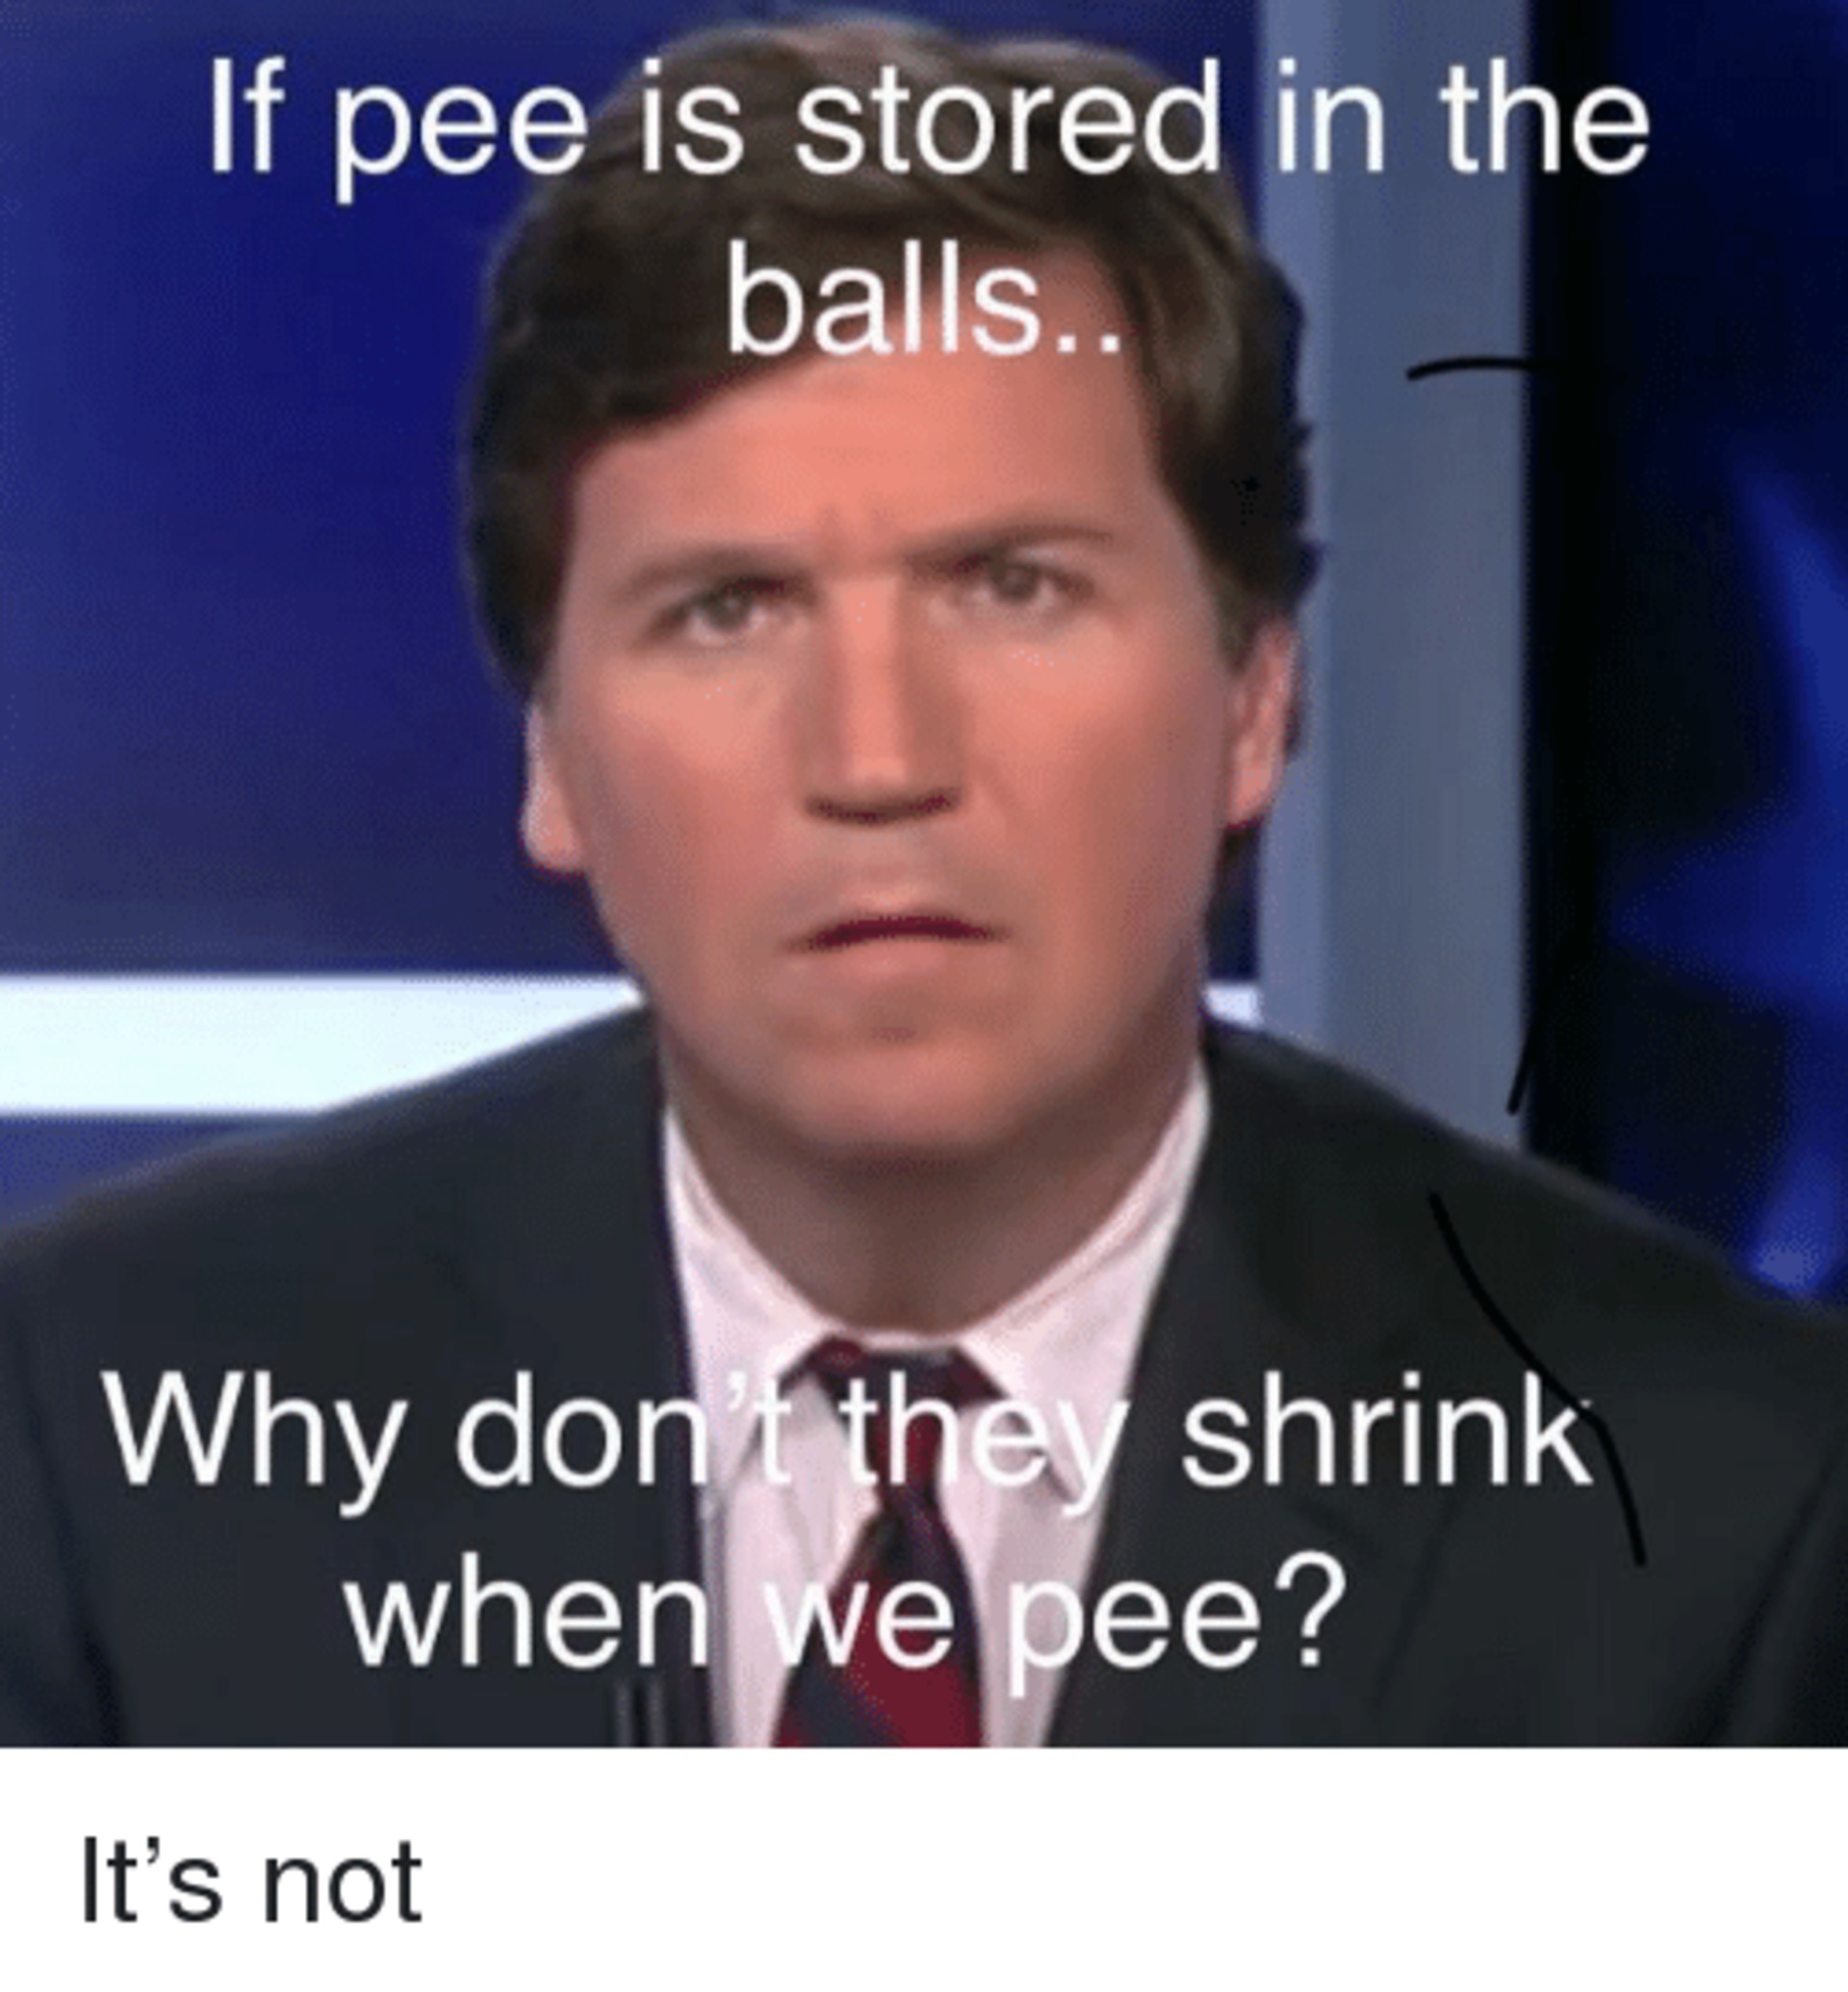 If pee is stored in the
balls..
Why don't they shrink
when we pee?
It's not